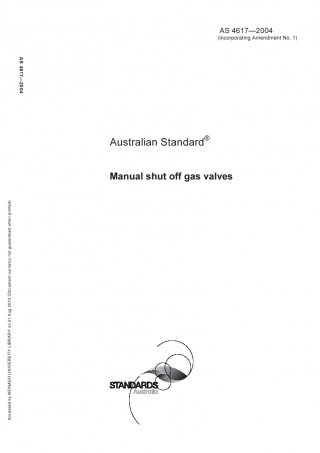 AS 4617—2004
(Incorporating Amendment No. 1)
AS 4617—2004
Australian Standard®
Manual shut off gas valves
Accessed by MONASH UNIVERSITY LIBRARY on 21 Aug 2012 (Document currency not guaranteed when printed)
STANDARDS
Australia